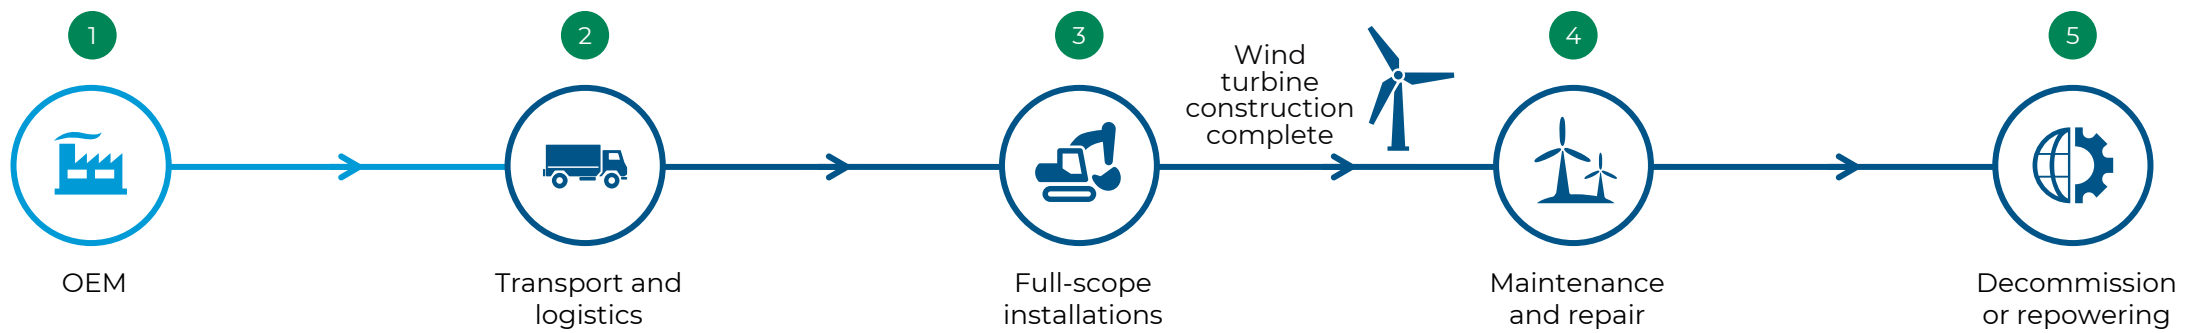 1
2
3
4
5
Wind
turbine
construction
complete
OEM
Transport and
logistics
Full-scope
installations
Maintenance
and repair
Decommission
or repowering